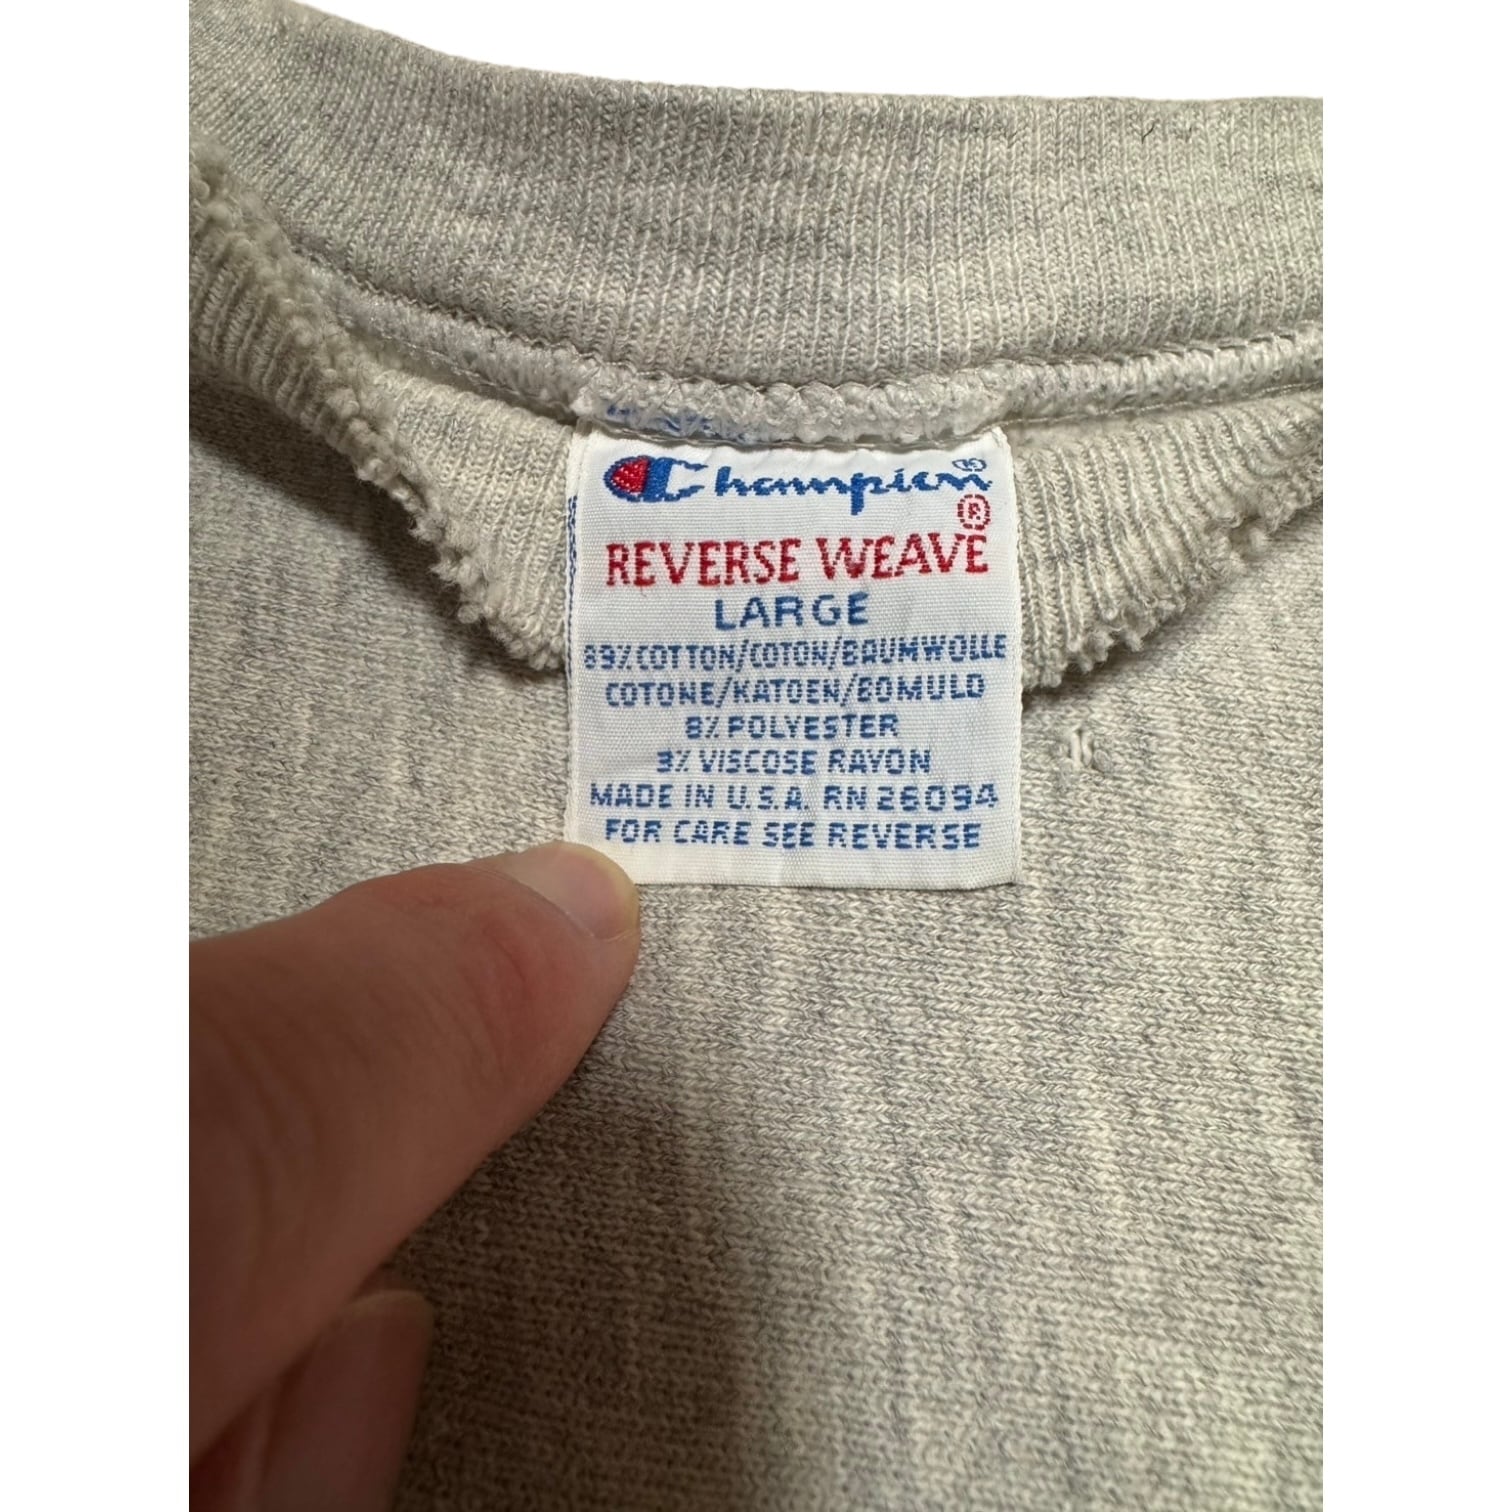 Champion
REVERSE WEAVE®
LARGE
89% COTTON/COTON/BAUMWOLLE
COTONE/KATOEN/BOMULD
8% POLYESTER
3% VISCOSE RAYON
MADE IN U.S.A. RN 26094
FOR CARE SEE REVERSE